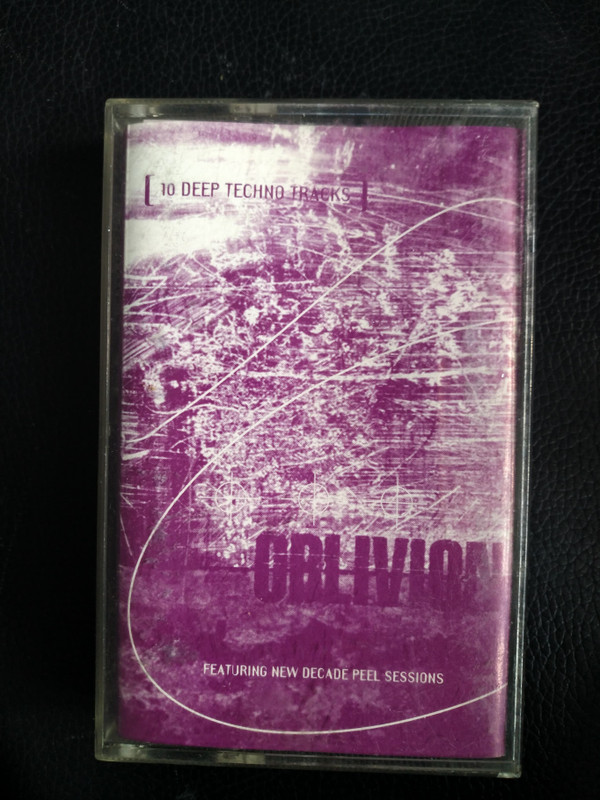 [ 10 DEEP TECHNO TRACKS ]
OBLIVION
FEATURING NEW DECADE PEEL SESSIONS